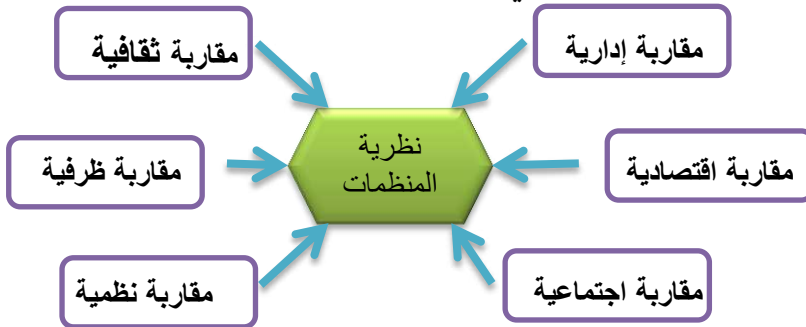 مقاربة إدارية
مقاربة ثقافية
نظرية
المنظمات
مقاربة اقتصادية
مقاربة ظرفية
مقاربة اجتماعية
مقاربة نظمية